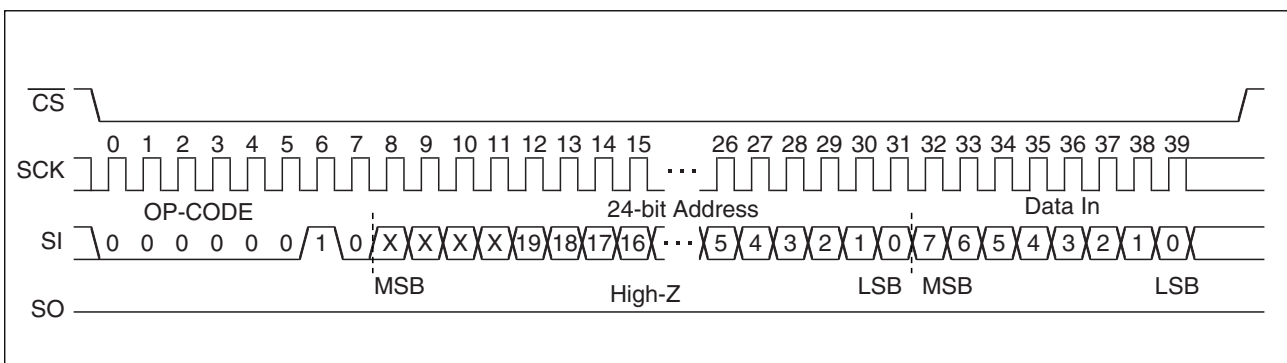 CS
0 1 2 3 4 5 6 7 8 9 10 11 12 13 14 15 26 27 28 29 30 31 32 33 34 35 36 37 38 39
SCK ...
OP-CODE 24-bit Address Data In
SI 0 0 0 0 0 0 1 0 X X X X 19 18 17 16 ... 5 4 3 2 1 0 7 6 5 4 3 2 1 0
MSB LSB MSB LSB
High-Z
SO